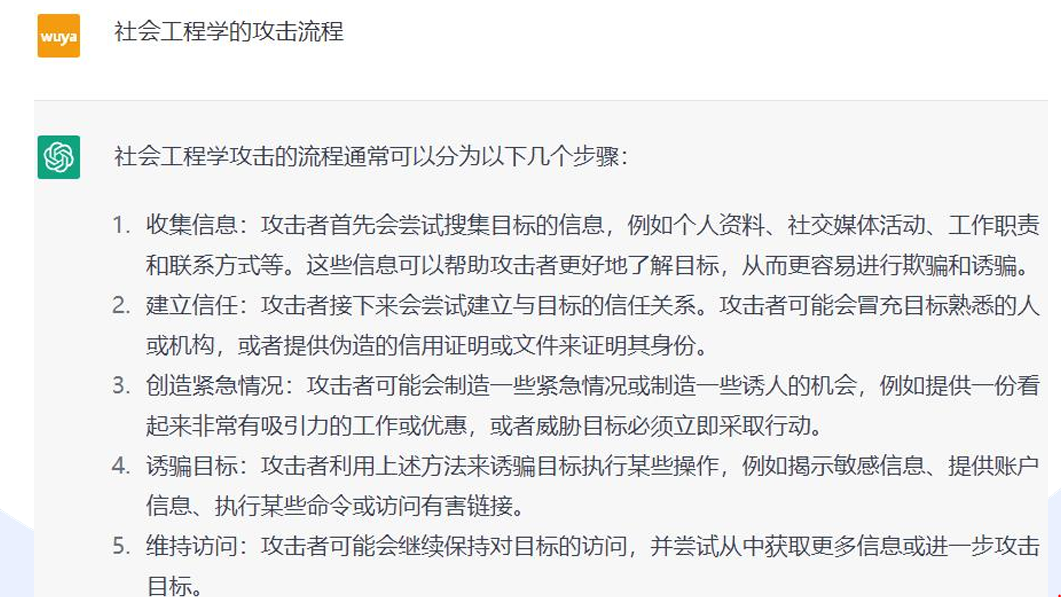 wuya
社会工程学的攻击流程
社会工程学攻击的流程通常可以分为以下几个步骤：
1. 收集信息：攻击者首先会尝试搜集目标的信息，例如个人资料、社交媒体活动、工作职责
和联系方式等。这些信息可以帮助攻击者更好地了解目标，从而更容易进行欺骗和诱骗。
2. 建立信任：攻击者接下来会尝试建立与目标的信任关系。攻击者可能会冒充目标熟悉的人
或机构，或者提供伪造的信用证明或文件来证明其身份。
3. 创造紧急情况：攻击者可能会制造一些紧急情况或制造一些诱人的机会，例如提供一份看
起来非常有吸引力的工作或优惠，或者威胁目标必须立即采取行动。
4. 诱骗目标：攻击者利用上述方法来诱骗目标执行某些操作，例如揭示敏感信息、提供账户
信息、执行某些命令或访问有害链接。
5. 维持访问：攻击者可能会继续保持对目标的访问，并尝试从中获取更多信息或进一步攻击
目标。